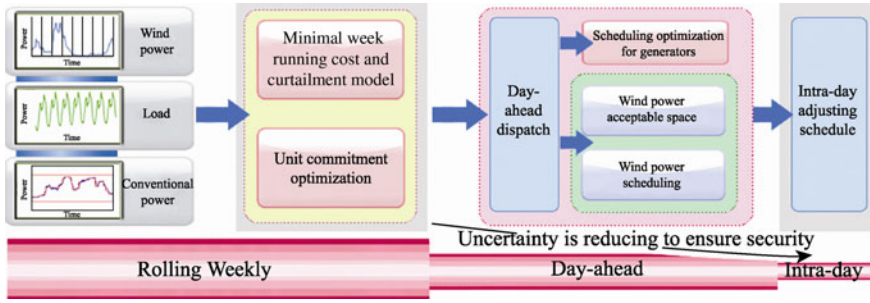 Power
Time
Wind
power
Power
Time
Load
Power
Time
Conventional
power
Minimal week
running cost and
curtailment model
Unit commitment
optimization
Day-
ahead
dispatch
Scheduling optimization
for generators
Wind power
acceptable space
Wind power
scheduling
Intra-day
adjusting
schedule
Uncertainty is reducing to ensure security
Rolling Weekly
Day-ahead
Intra-day